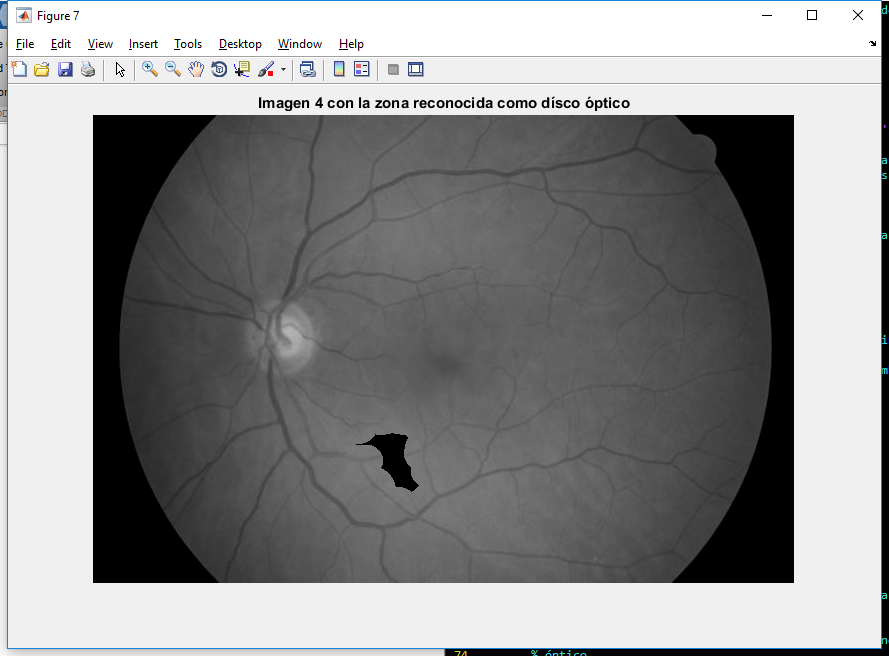 Figure 7
File Edit View Insert Tools Desktop Window Help
Imagen 4 con la zona reconocida como dísco óptico
74 % óptico